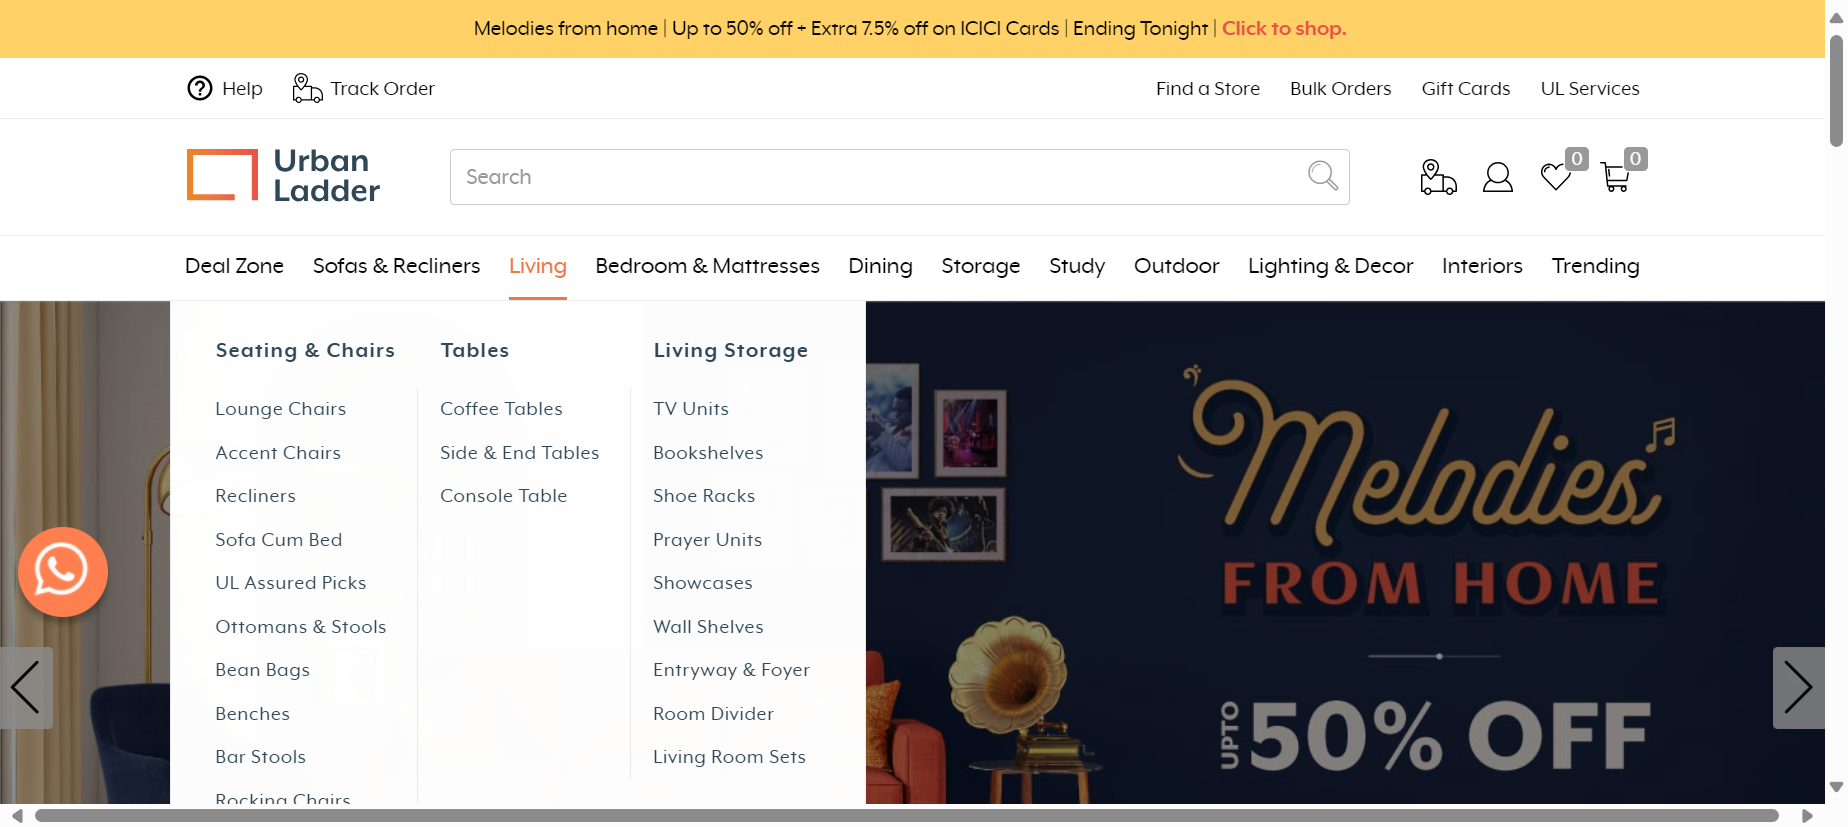 Melodies from home | Up to 50% off + Extra 7.5% off on ICICI Cards | Ending Tonight | Click to shop.
Help
Track Order
Find a Store
Bulk Orders
Gift Cards
UL Services
Urban
Ladder
Search
0
0
Deal Zone
Sofas & Recliners
Living
Bedroom & Mattresses
Dining
Storage
Study
Outdoor
Lighting & Decor
Interiors
Trending
Seating & Chairs
Lounge Chairs
Accent Chairs
Recliners
Sofa Cum Bed
UL Assured Picks
Ottomans & Stools
Bean Bags
Benches
Bar Stools
Rocking Chairs
Tables
Coffee Tables
Side & End Tables
Console Table
Living Storage
TV Units
Bookshelves
Shoe Racks
Prayer Units
Showcases
Wall Shelves
Entryway & Foyer
Room Divider
Living Room Sets
Melodies
FROM HOME
UPTO
50% OFF